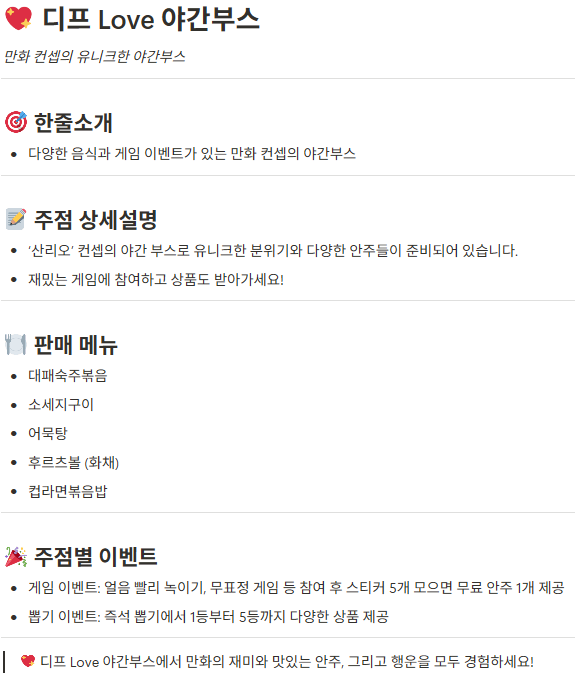 💖 디프 Love 야간부스
만화 컨셉의 유니크한 야간부스
🎯 한줄소개
• 다양한 음식과 게임 이벤트가 있는 만화 컨셉의 야간부스
📝 주점 상세설명
• '산리오' 컨셉의 야간 부스로 유니크한 분위기와 다양한 안주들이 준비되어 있습니다.
• 재밌는 게임에 참여하고 상품도 받아가세요!
🍽️ 판매 메뉴
• 대패숙주볶음
• 소세지구이
• 어묵탕
• 후르츠볼 (화채)
• 컵라면볶음밥
🎉 주점별 이벤트
• 게임 이벤트: 얼음 빨리 녹이기, 무표정 게임 등 참여 후 스티커 5개 모으면 무료 안주 1개 제공
• 뽑기 이벤트: 즉석 뽑기에서 1등부터 5등까지 다양한 상품 제공
💖 디프 Love 야간부스에서 만화의 재미와 맛있는 안주, 그리고 행운을 모두 경험하세요!